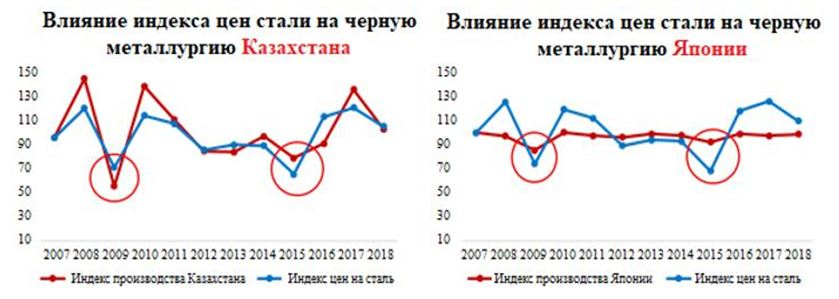 Влияние индекса цен стали на черную
металлургию Казахстана
150
130
110
90
70
50
30
10
2007 2008 2009 2010 2011 2012 2013 2014 2015 2016 2017 2018
Индекс производства Казахстана Индекс цен на сталь
Влияние индекса цен стали на черную
металлургию Японии
150
130
110
90
70
50
30
10
2007 2008 2009 2010 2011 2012 2013 2014 2015 2016 2017 2018
Индекс производства Японии Индекс цен на сталь